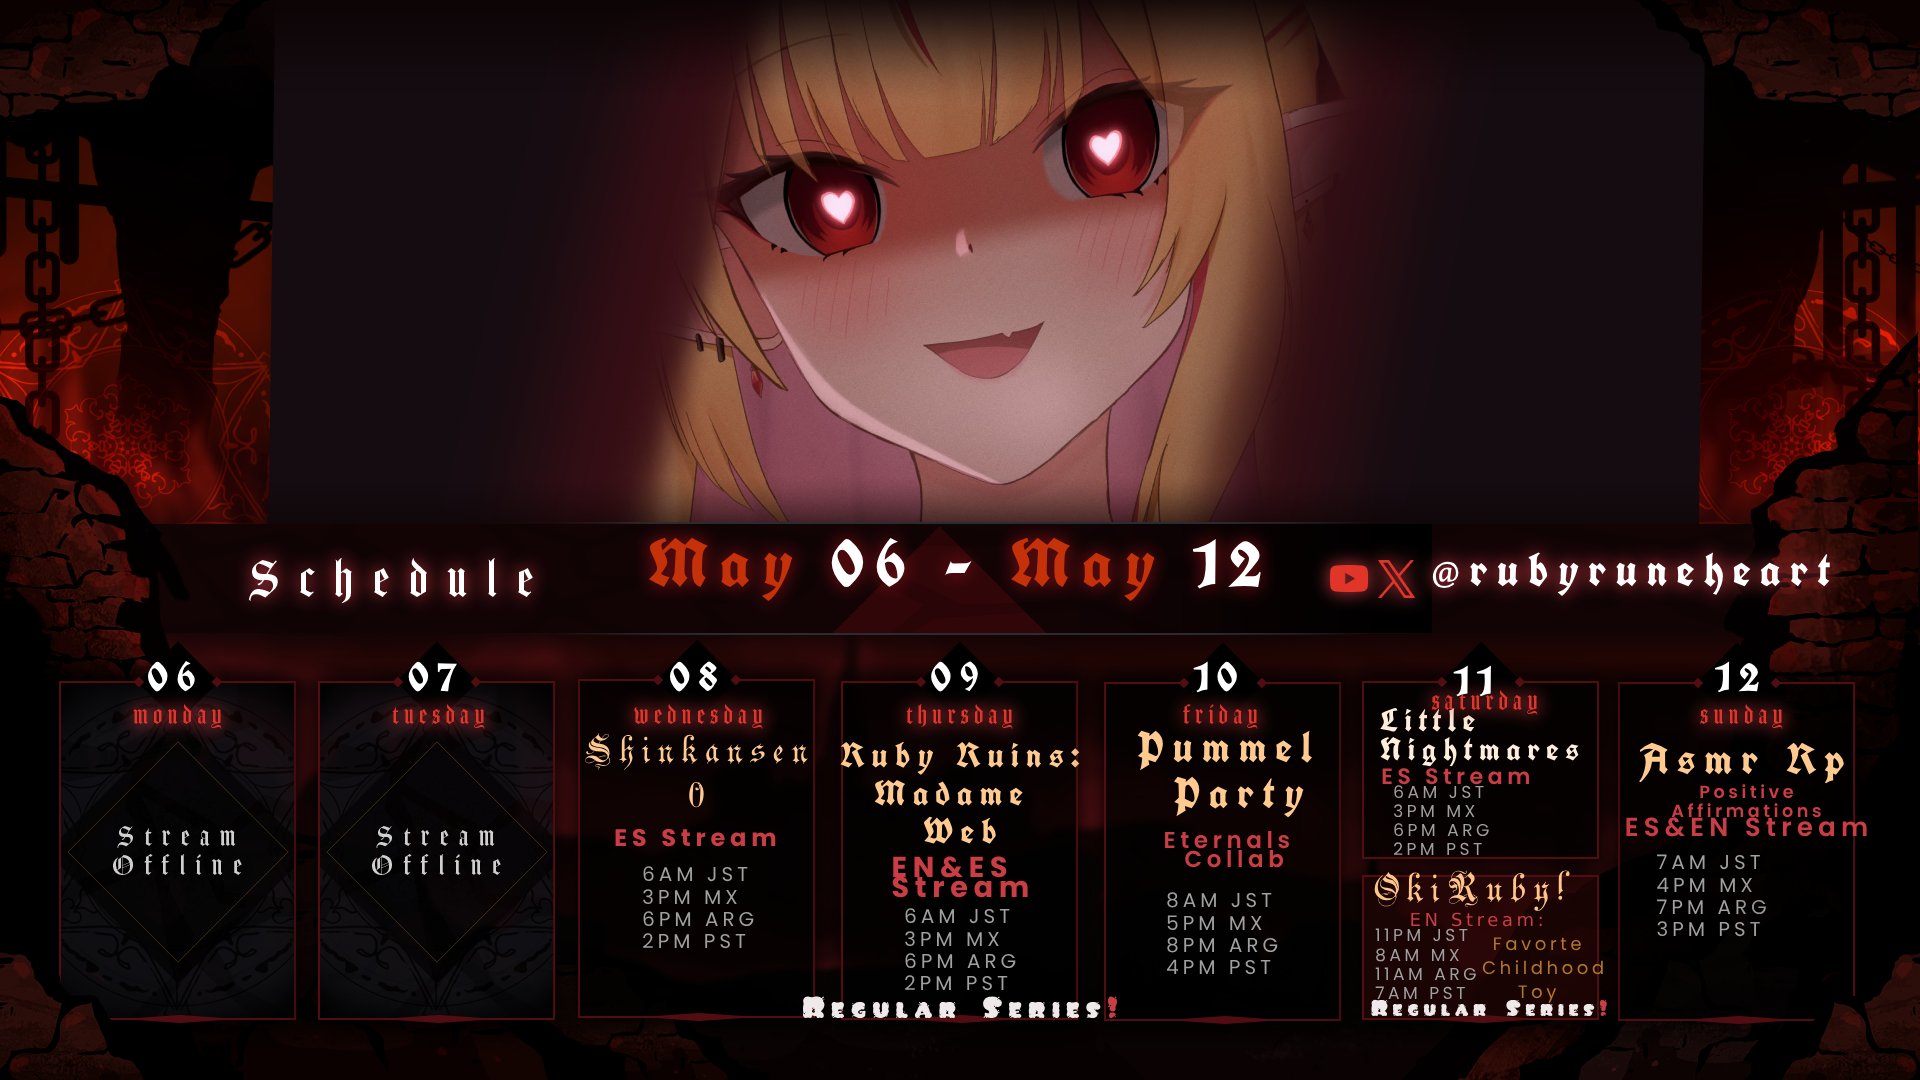 Schedule
May 06 - May 12
@rubyruneheart
06
monday
Stream
Offline
07
tuesday
Stream
Offline
08
wednesday
Shinkansen
0
ES Stream
6AM JST
3PM MX
6PM ARG
2PM PST
09
thursday
Ruby Ruins:
Madame
Web
EN&ES
Stream
6AM JST
3PM MX
6PM ARG
2PM PST
Regular Series!
10
friday
Pummel
Party
Eternals
Collab
8AM JST
5PM MX
8PM ARG
4PM PST
11
saturday
Little
Nightmares
ES Stream
6AM JST
3PM MX
6PM ARG
2PM PST
OkiRuby!
EN Stream:
11PM JST
8AM MX
11AM ARG
7AM PST
Favorte
Childhood
Toy
Regular Series!
12
sunday
Asmr Rp
Positive
Affirmations
ES&EN Stream
7AM JST
4PM MX
7PM ARG
3PM PST